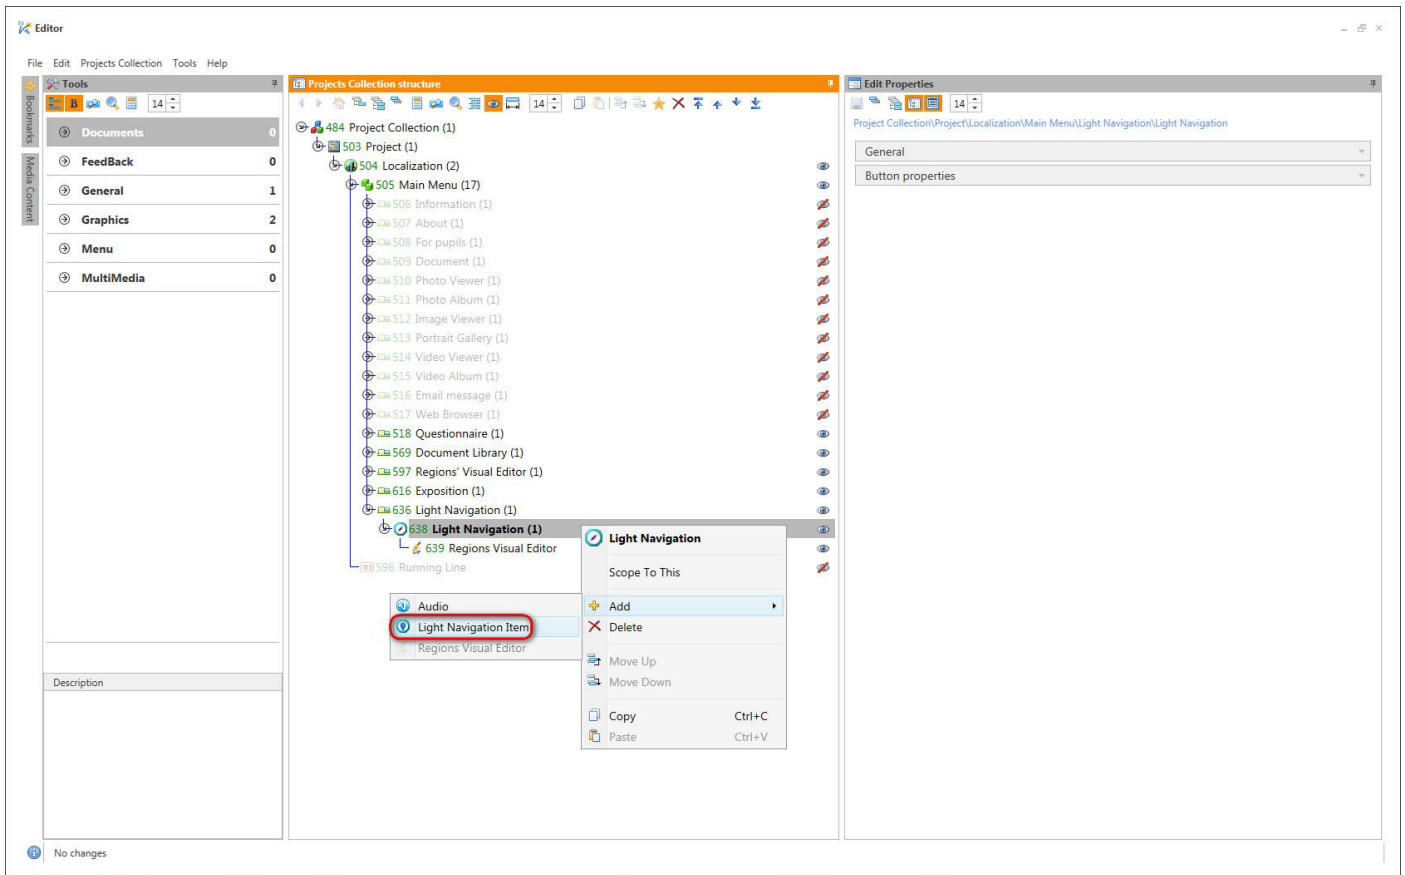 Editor
File Edit Projects Collection Tools Help
Bookmarks
Media Content
Tools
B 14
Documents 0
FeedBack 0
General 1
Graphics 2
Menu 0
MultiMedia 0
Description
Projects Collection structure
14
484 Project Collection (1)
503 Project (1)
504 Localization (2)
505 Main Menu (17)
506 Information (1)
507 About (1)
508 For pupils (1)
509 Document (1)
510 Photo Viewer (1)
511 Photo Album (1)
512 Image Viewer (1)
513 Portrait Gallery (1)
514 Video Viewer (1)
515 Video Album (1)
516 Email message (1)
517 Web Browser (1)
518 Questionnaire (1)
569 Document Library (1)
597 Regions' Visual Editor (1)
616 Exposition (1)
636 Light Navigation (1)
638 Light Navigation (1)
639 Regions Visual Editor
596 Running Line
Light Navigation
Scope To This
Add
Delete
Move Up
Move Down
Copy Ctrl+C
Paste Ctrl+V
Audio
Light Navigation Item
Regions Visual Editor
Edit Properties
14
Project Collection\Project\Localization\Main Menu\Light Navigation\Light Navigation
General
Button properties
No changes